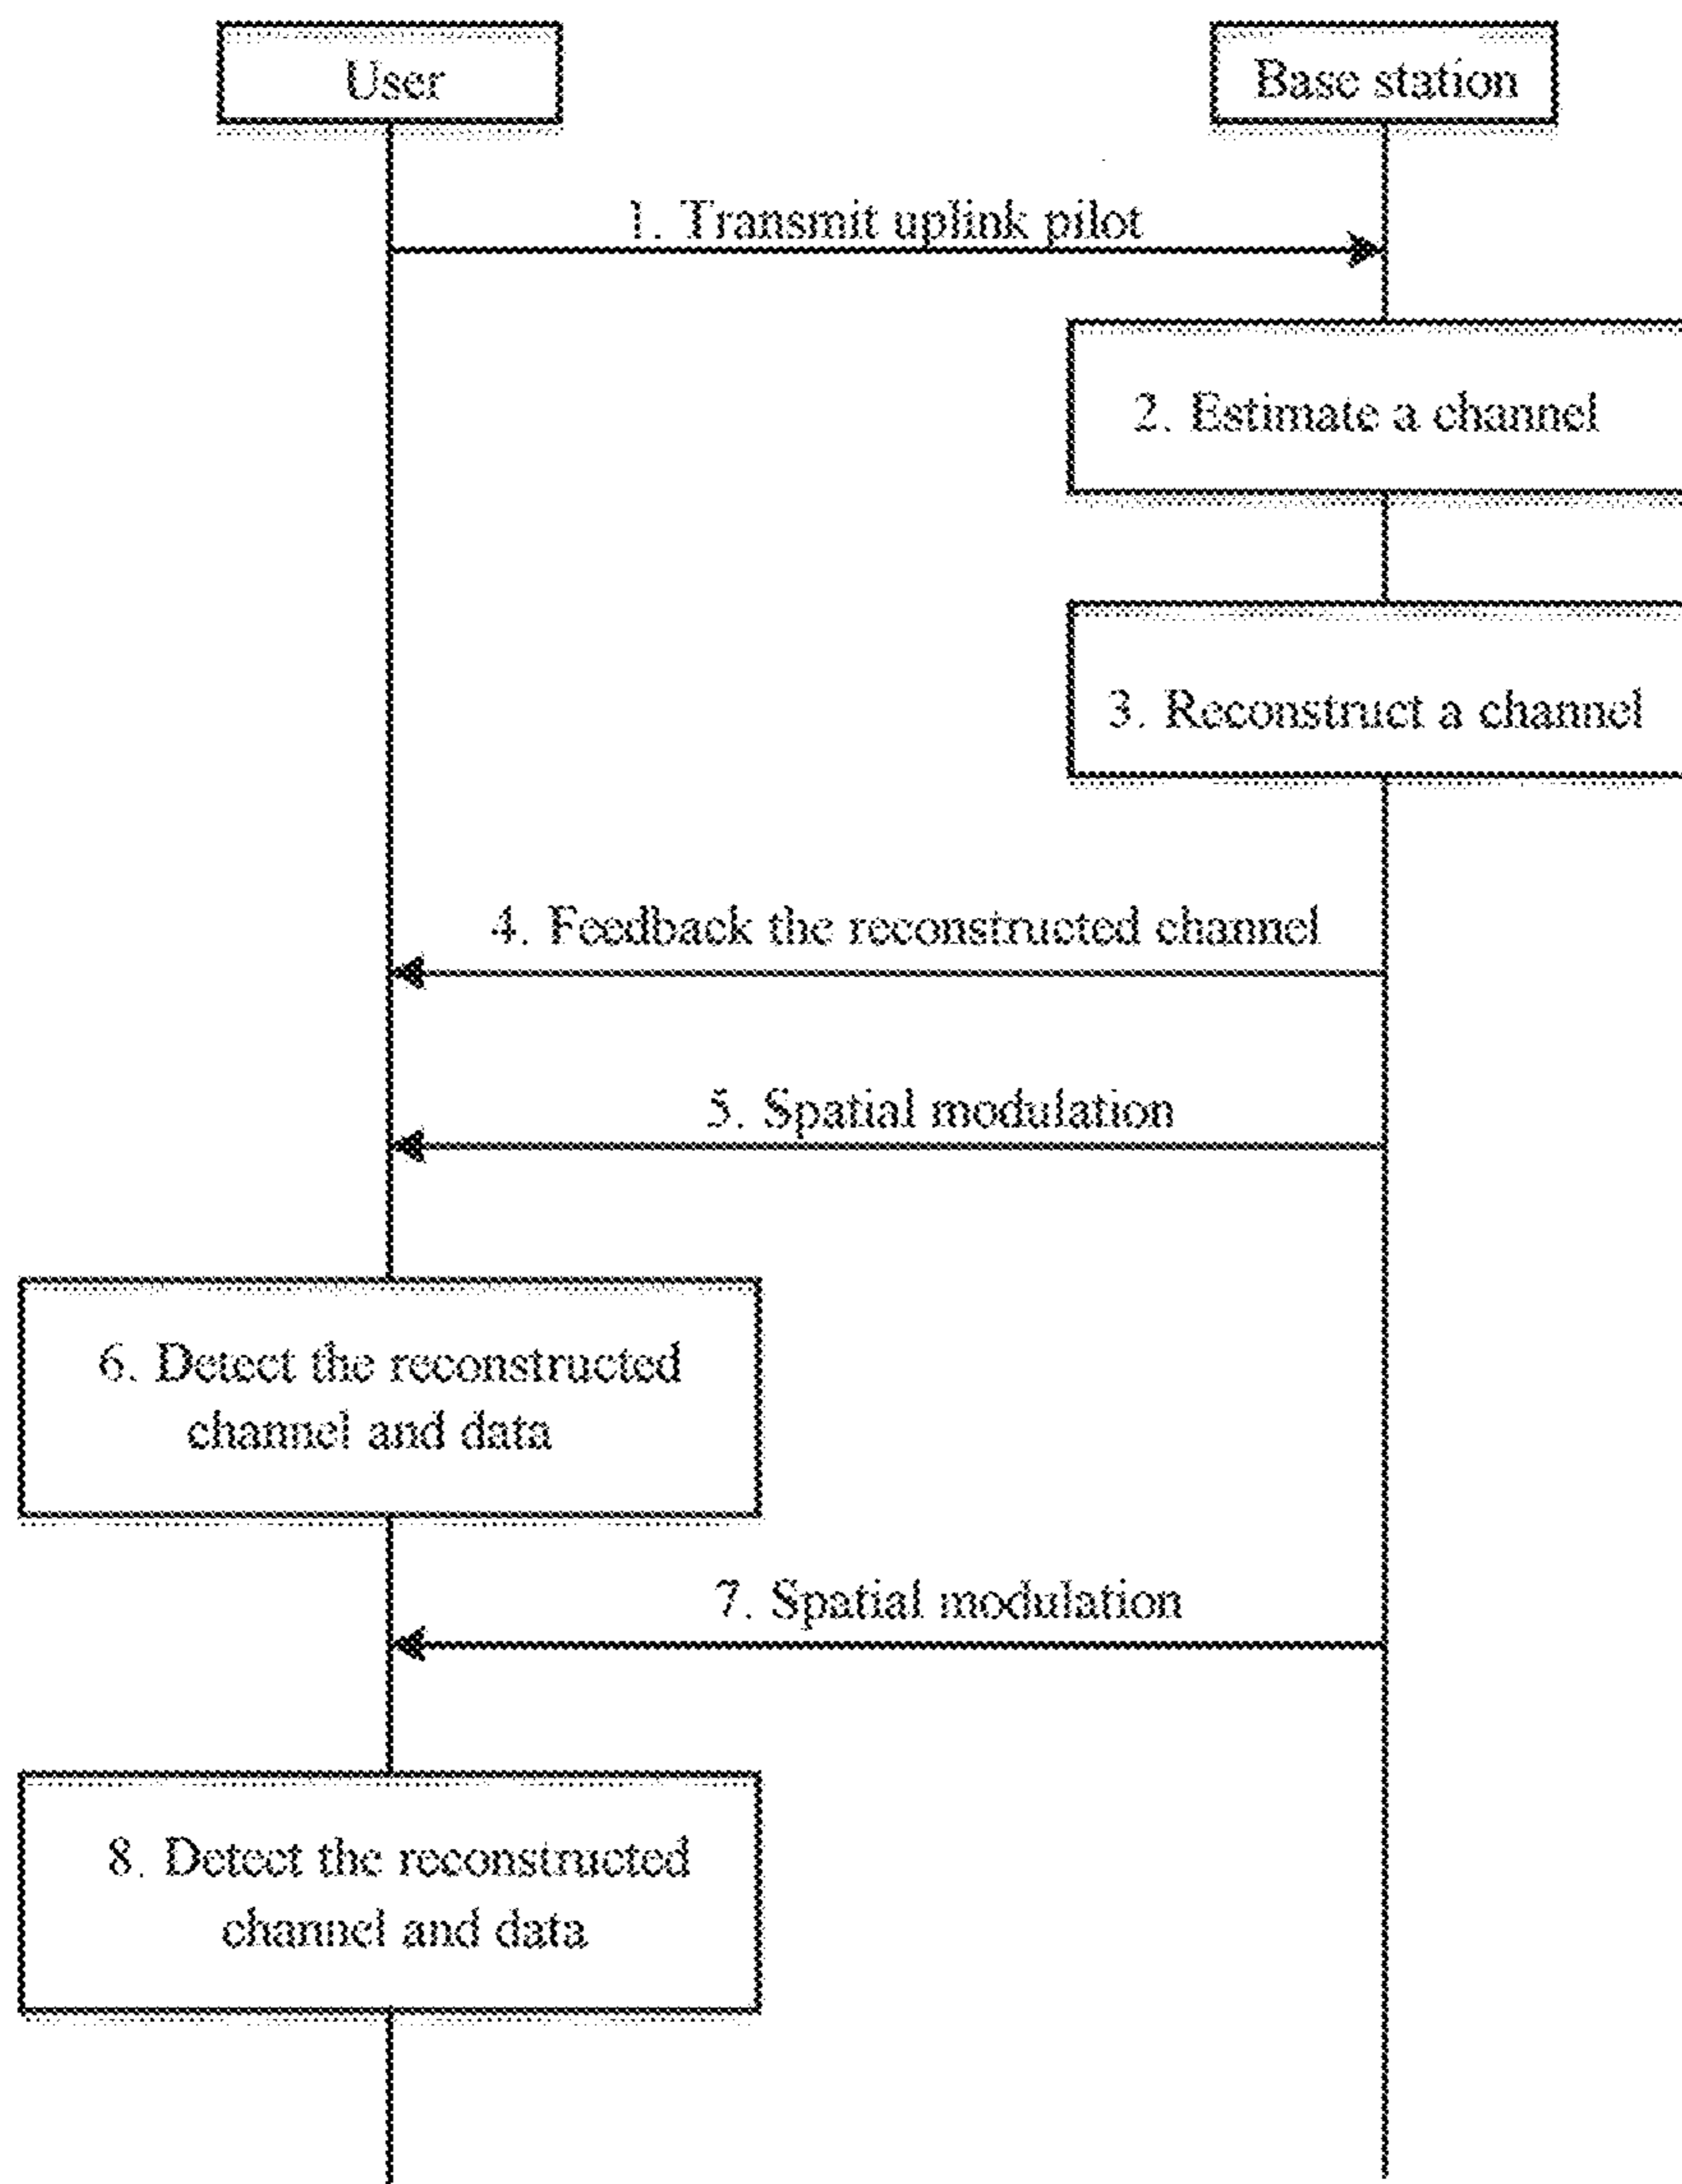 User
Base station
1. Transmit uplink pilot
2. Estimate a channel
3. Reconstruct a channel
4. Feedback the reconstructed channel
5. Spatial modulation
6. Detect the reconstructed
channel and data
7. Spatial modulation
8. Detect the reconstructed
channel and data